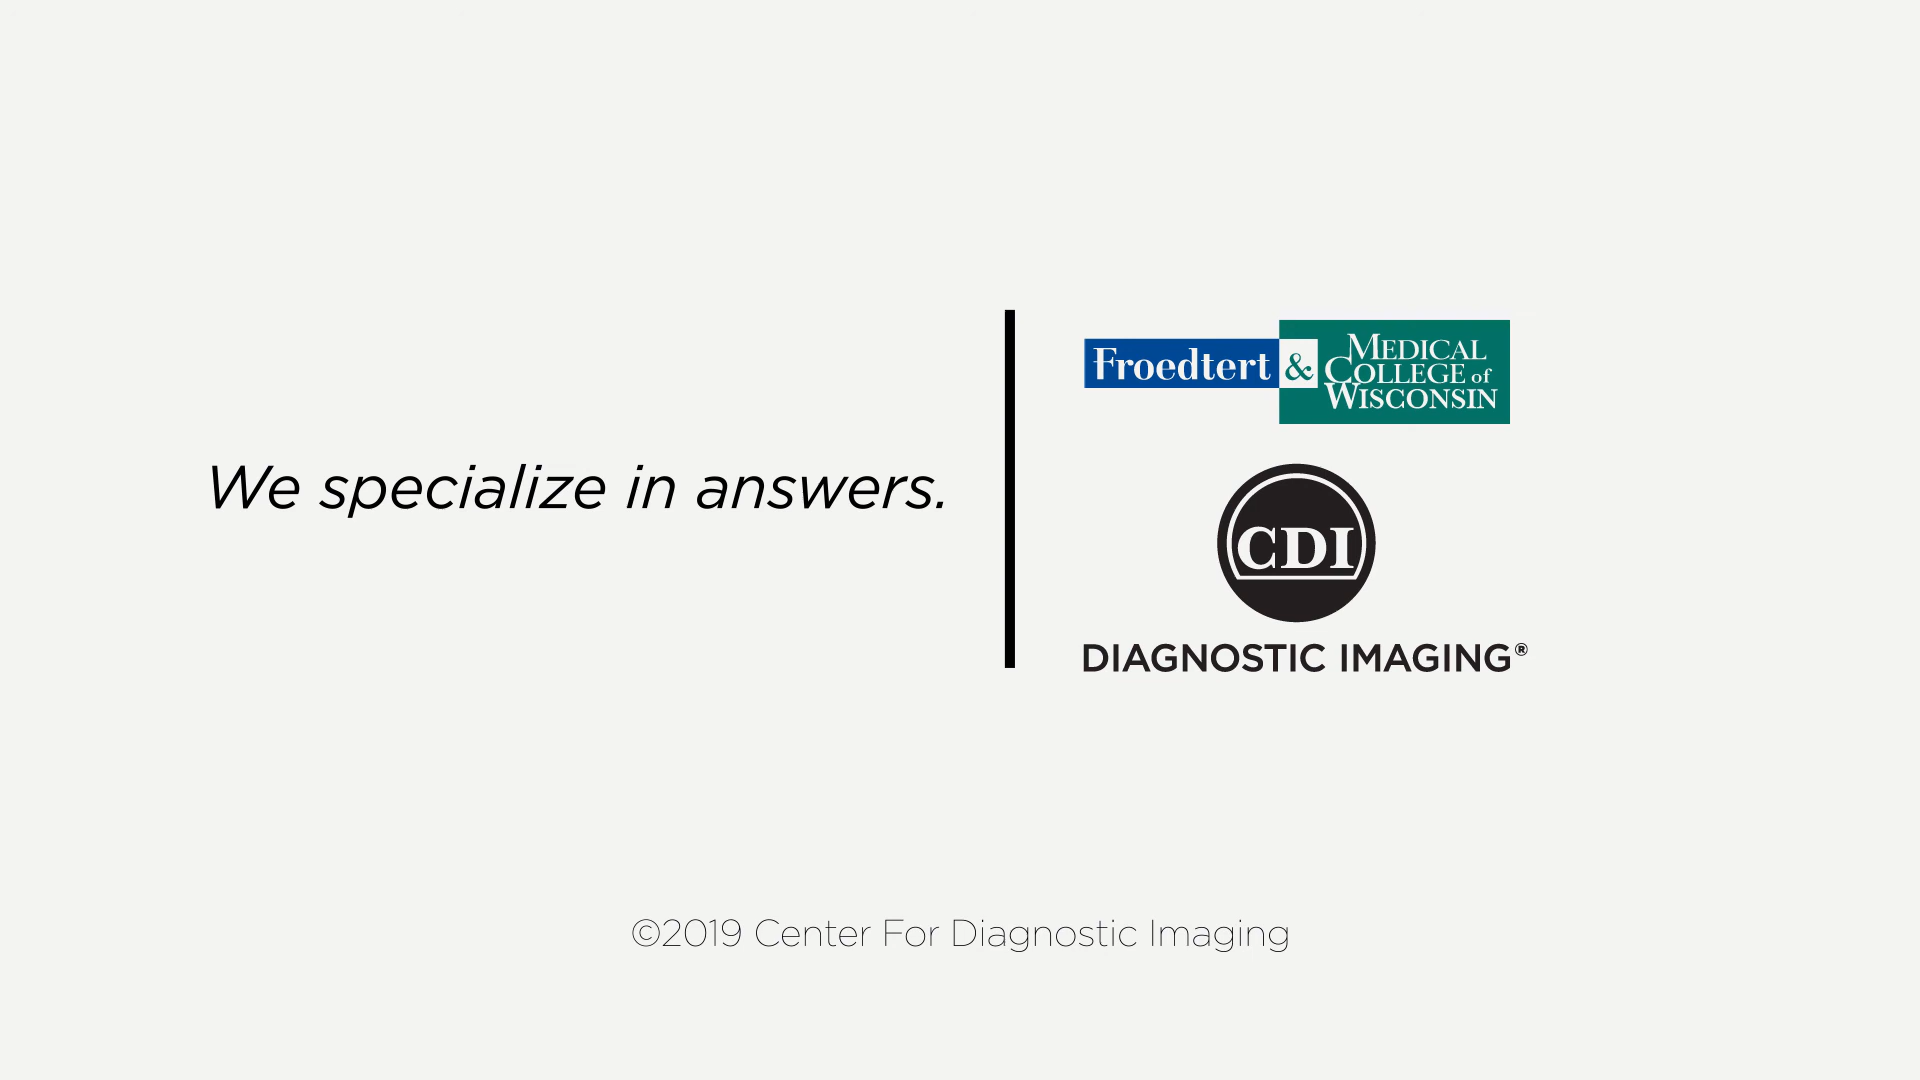 We specialize in answers.
Froedtert & MEDICAL
COLLEGE of
WISCONSIN
CDI
DIAGNOSTIC IMAGING®
©2019 Center For Diagnostic Imaging